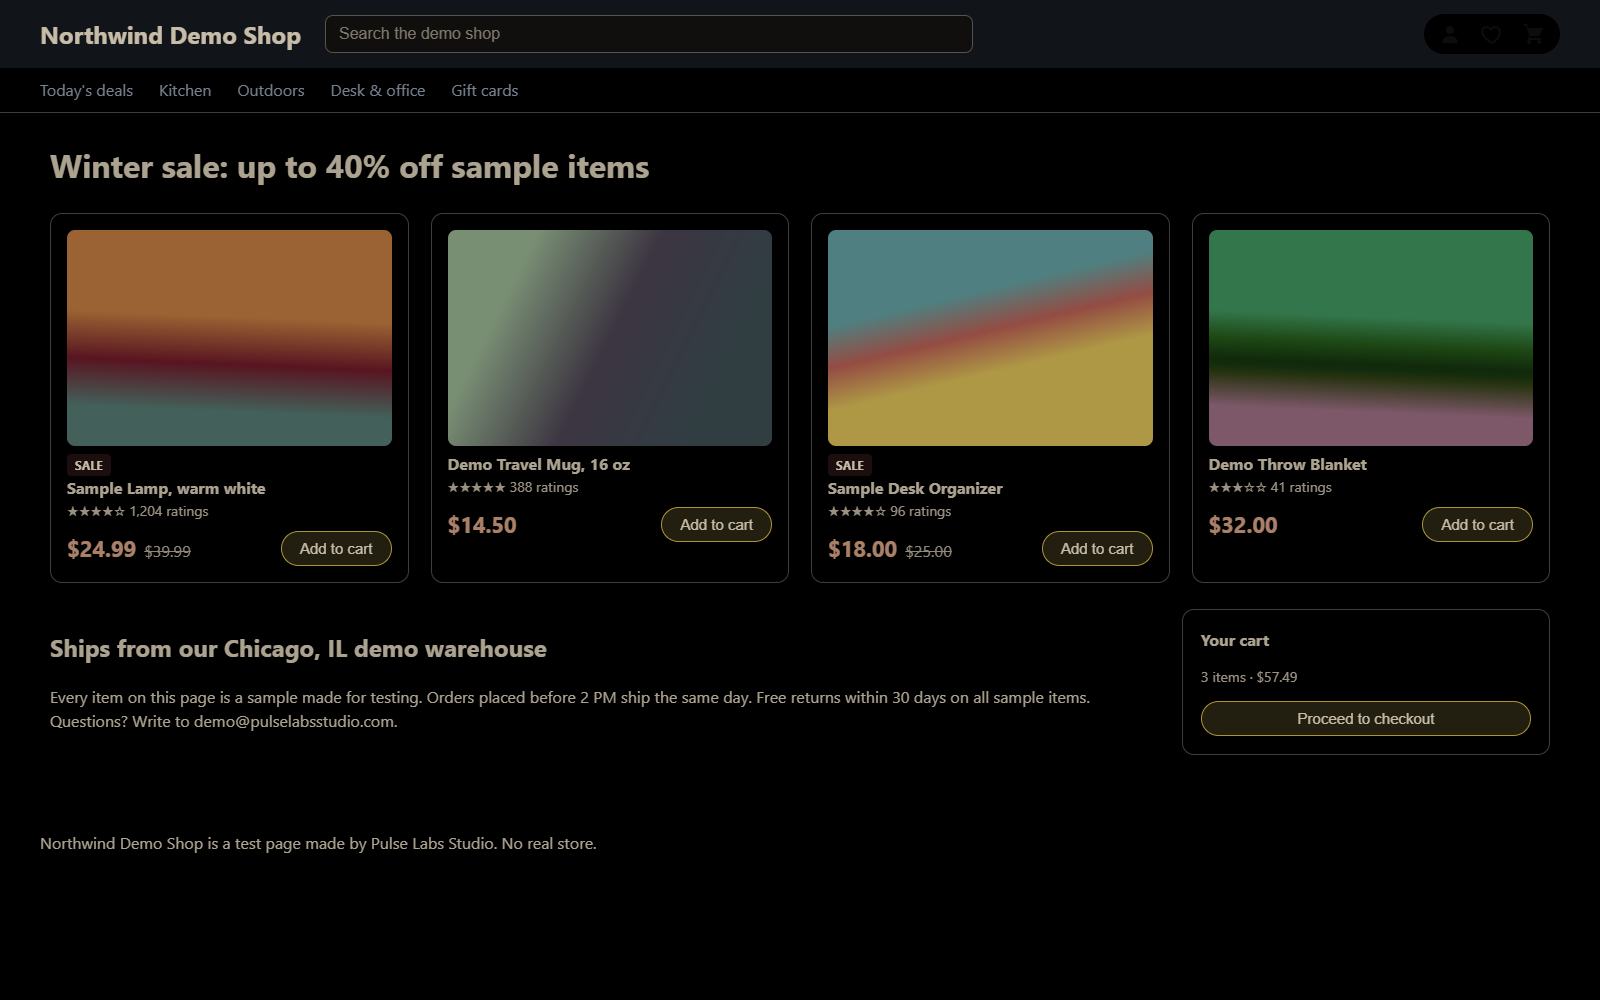 Northwind Demo Shop
Search the demo shop
Today's deals
Kitchen
Outdoors
Desk & office
Gift cards
Winter sale: up to 40% off sample items
SALE
Sample Lamp, warm white
★★★★☆ 1,204 ratings
$24.99 $39.99
Add to cart
Demo Travel Mug, 16 oz
★★★★★ 388 ratings
$14.50
Add to cart
SALE
Sample Desk Organizer
★★★★☆ 96 ratings
$18.00 $25.00
Add to cart
Demo Throw Blanket
★★★☆☆ 41 ratings
$32.00
Add to cart
Ships from our Chicago, IL demo warehouse
Every item on this page is a sample made for testing. Orders placed before 2 PM ship the same day. Free returns within 30 days on all sample items.
Questions? Write to demo@pulselabsstudio.com.
Your cart
3 items · $57.49
Proceed to checkout
Northwind Demo Shop is a test page made by Pulse Labs Studio. No real store.